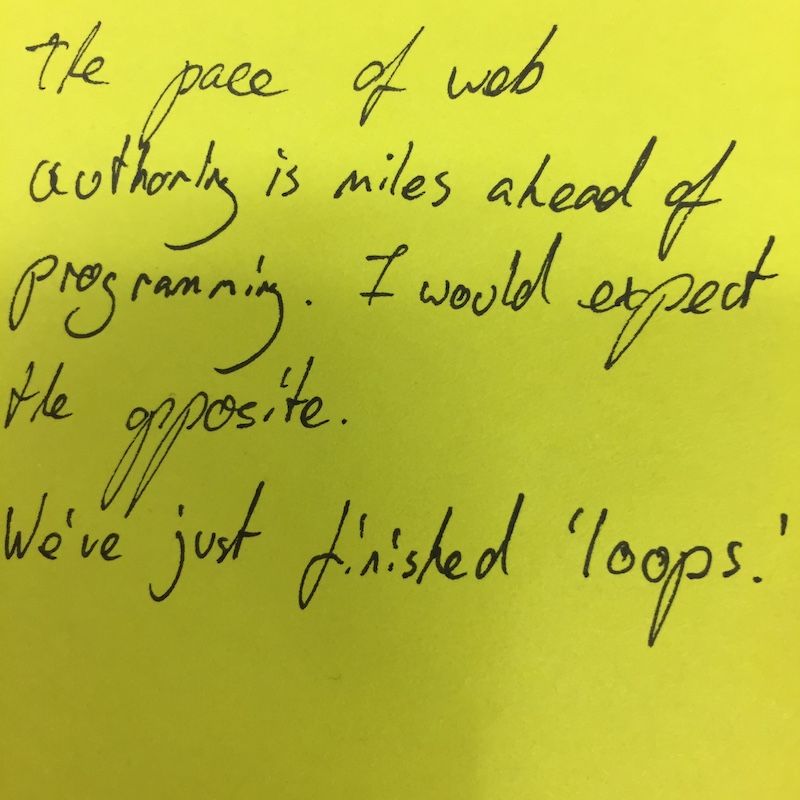 The pace of web
authoring is miles ahead of
programming. I would expect
the opposite.
We've just finished 'loops.'